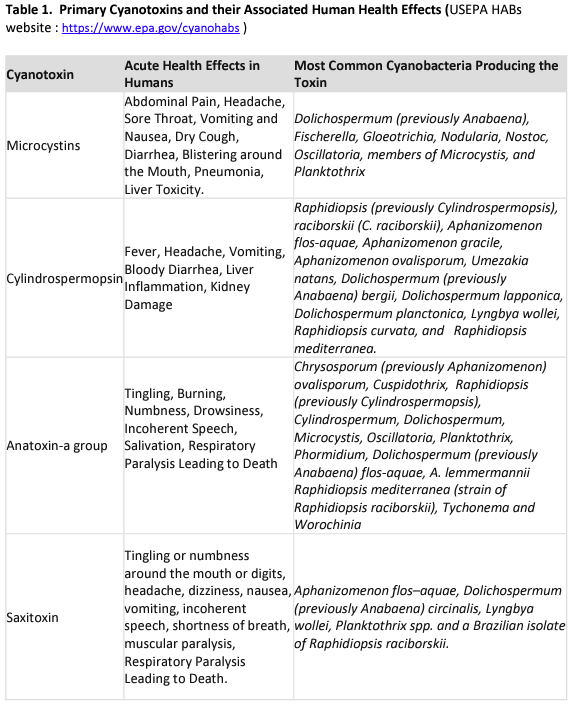 Table 1.  Primary Cyanotoxins and their Associated Human Health Effects (USEPA HABs
website : https://www.epa.gov/cyanohabs )
Cyanotoxin
Acute Health Effects in
Humans
Most Common Cyanobacteria Producing the
Toxin
Microcystins
Abdominal Pain, Headache,
Sore Throat, Vomiting and
Nausea, Dry Cough,
Diarrhea, Blistering around
the Mouth, Pneumonia,
Liver Toxicity.
Dolichospermum (previously Anabaena),
Fischerella, Gloeotrichia, Nodularia, Nostoc,
Oscillatoria, members of Microcystis, and
Planktothrix
Cylindrospermopsin
Fever, Headache, Vomiting,
Bloody Diarrhea, Liver
Inflammation, Kidney
Damage
Raphidiopsis (previously Cylindrospermopsis),
raciborskii (C. raciborskii), Aphanizomenon
flos-aquae, Aphanizomenon gracile,
Aphanizomenon ovalisporum, Umezakia
natans, Dolichospermum (previously
Anabaena) bergii, Dolichospermum lapponica,
Dolichospermum planctonica, Lyngbya wollei,
Raphidiopsis curvata, and  Raphidiopsis
mediterranea.
Anatoxin-a group
Tingling, Burning,
Numbness, Drowsiness,
Incoherent Speech,
Salivation, Respiratory
Paralysis Leading to Death
Chrysosporum (previously Aphanizomenon)
ovalisporum, Cuspidothrix,  Raphidiopsis
(previously Cylindrospermopsis),
Cylindrospermum, Dolichospermum,
Microcystis, Oscillatoria, Planktothrix,
Phormidium, Dolichospermum (previously
Anabaena) flos-aquae, A. lemmermannii
Raphidiopsis mediterranea (strain of
Raphidiopsis raciborskii), Tychonema and
Worochinia
Saxitoxin
Tingling or numbness
around the mouth or digits,
headache, dizziness, nausea,
vomiting, incoherent
speech, shortness of breath,
muscular paralysis,
Respiratory Paralysis
Leading to Death.
Aphanizomenon flos–aquae, Dolichospermum
(previously Anabaena) circinalis, Lyngbya
wollei, Planktothrix spp. and a Brazilian isolate
of Raphidiopsis raciborskii.